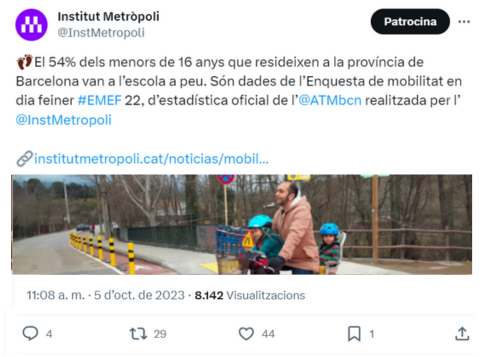 Institut Metròpoli
@InstMetropoli
Patrocina
👣El 54% dels menors de 16 anys que resideixen a la província de
Barcelona van a l’escola a peu. Són dades de l’Enquesta de mobilitat en
dia feiner #EMEF 22, d’estadística oficial de l’@ATMbcn realitzada per l’
@InstMetropoli
🔗institutmetropoli.cat/noticias/mobil...
11:08 a. m. · 5 d’oct. de 2023 · 8.142 Visualitzacions
4 29 44 1